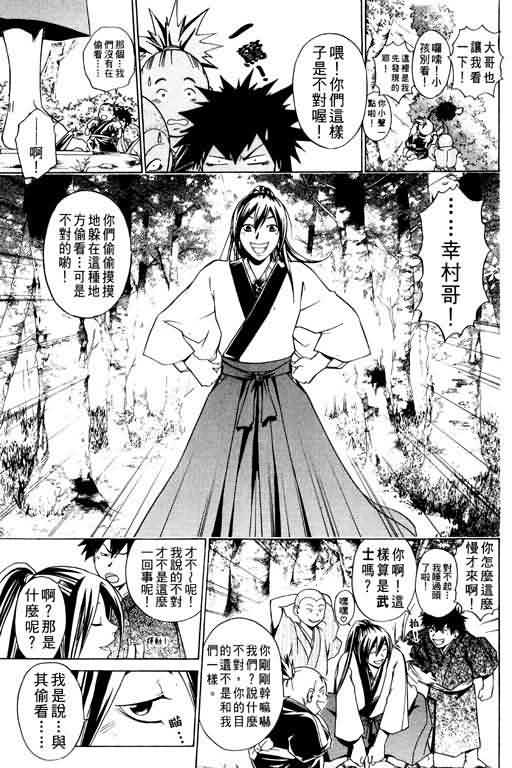 大哥也
讓我看
一下！
囉嗦！小
孩別看！
這裡是我
先發現的
耶！
你小聲
點啦！
喂！你們這樣
子是不對喔！
一驚！
那個…我
們沒有在
偷看……
啊！
……幸村哥！
你們偷偷摸摸
地躲在這種地
方偷看…可是
不對的喲！
你怎麼這麼
慢才來啊！
對不起…
我睡過頭
了啦！
拍！
你啊！這
樣算是武
士嗎？
嘿嘿♡
你剛剛幹嘛嚇
我們？說什麼
不對，你的目
的還不是和我
們一樣。
才不～呢！
我說的不對
才不是這麼
一回事呢！
啊？那是
什麼呢？
我是說……與
其偷看……